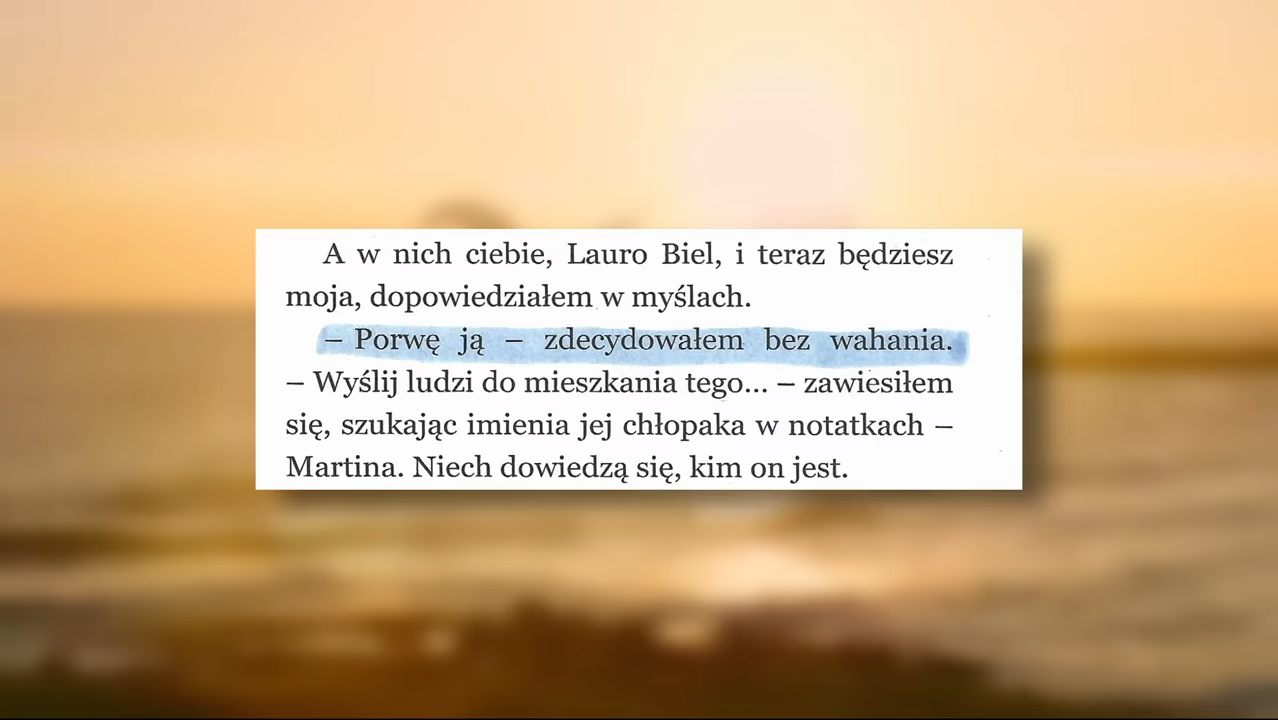 A w nich ciebie, Lauro Biel, i teraz będziesz
moja, dopowiedziałem w myślach.
– Porwę ją – zdecydowałem bez wahania.
– Wyślij ludzi do mieszkania tego... – zawiesiłem
się, szukając imienia jej chłopaka w notatkach –
Martina. Niech dowiedzą się, kim on jest.